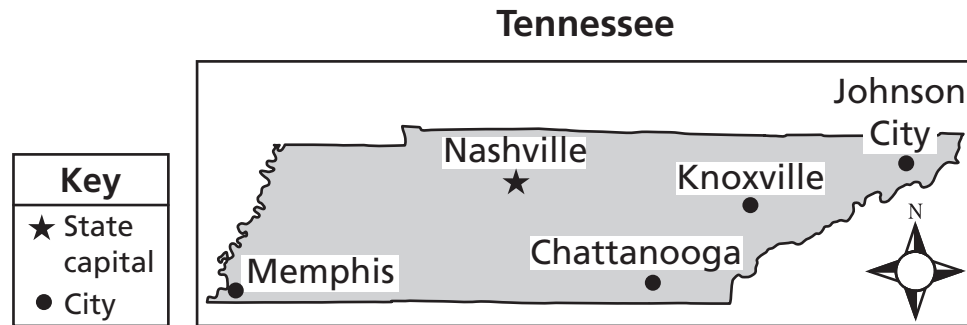 Tennessee
Johnson
City
Nashville
Knoxville
Chattanooga
Memphis
N
Key
State
capital
City